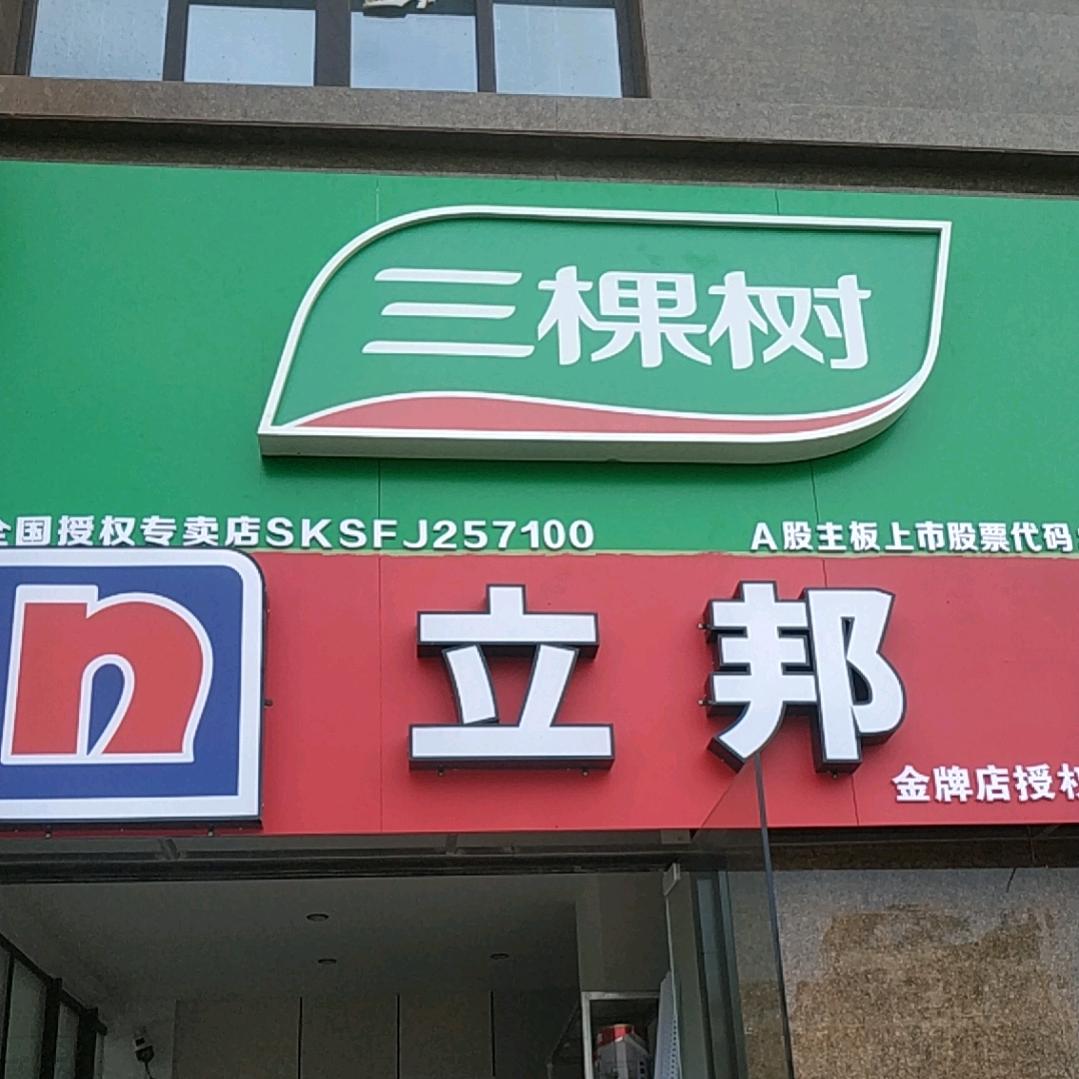 三棵树
全国授权专卖店SKSFJ257100
A股主板上市股票代码:
n 立邦
金牌店授权